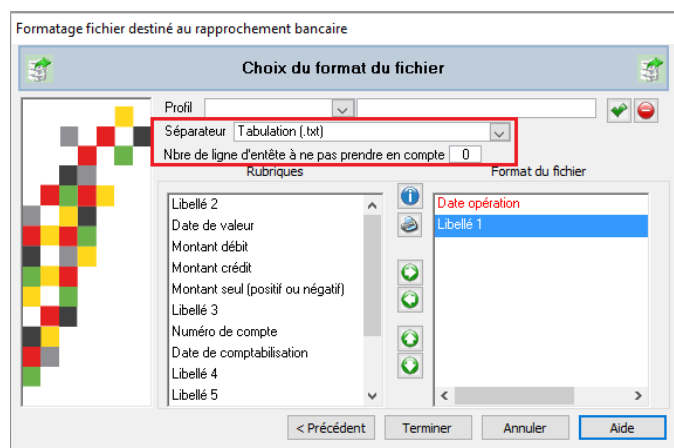 Formatage fichier destiné au rapprochement bancaire
Choix du format du fichier
Profil
Séparateur Tabulation (.txt)
Nbre de ligne d'entête à ne pas prendre en compte 0
Rubriques
Format du fichier
Libellé 2
Date de valeur
Montant débit
Montant crédit
Montant seul (positif ou négatif)
Libellé 3
Numéro de compte
Date de comptabilisation
Libellé 4
Libellé 5
Date opération
Libellé 1
< Précédent Terminer Annuler Aide